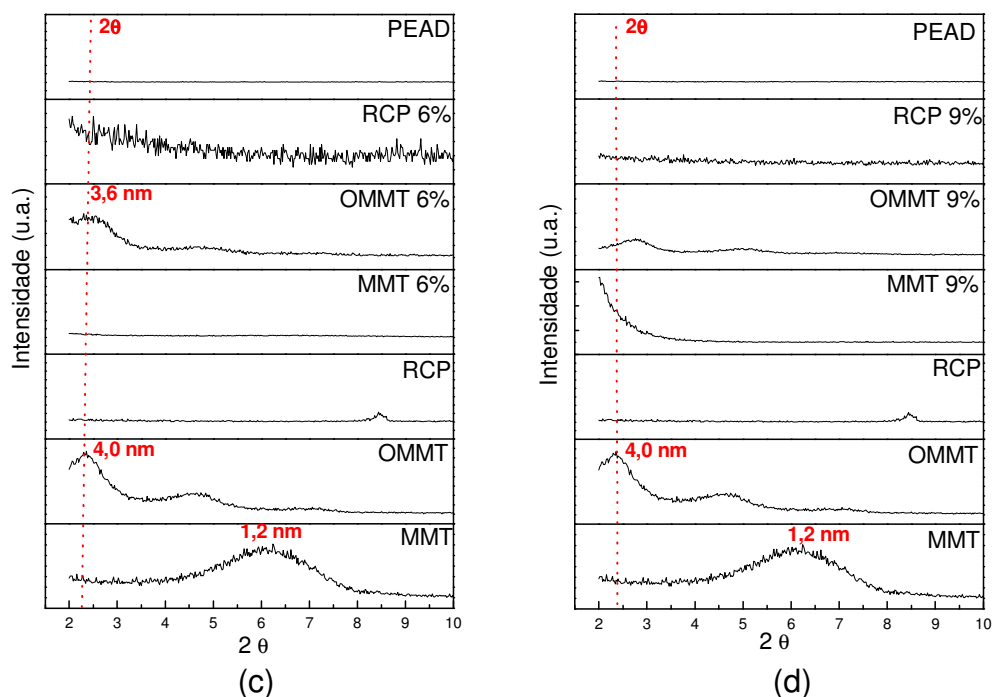 2θ
PEAD
RCP 6%
3,6 nm
OMMT 6%
MMT 6%
RCP
4,0 nm
OMMT
1,2 nm
MMT
Intensidade (u.a.)
2 3 4 5 6 7 8 9 10
2 θ
(c)
2θ
PEAD
RCP 9%
OMMT 9%
MMT 9%
RCP
4,0 nm
OMMT
1,2 nm
MMT
Intensidade (u.a.)
2 3 4 5 6 7 8 9 10
2 θ
(d)